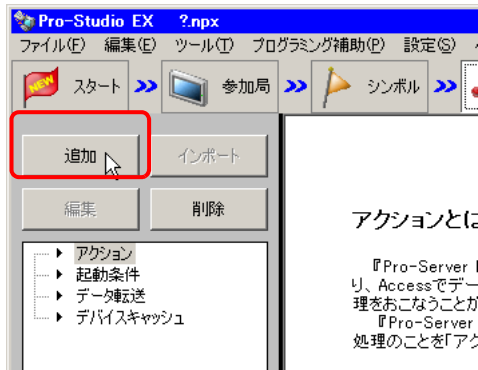 Pro-Studio EX ?.npx
ファイル(F) 編集(E) ツール(T) プログラミング補助(P) 設定(S)
NEW スタート 参加局 シンボル
追加 インポート
編集 削除
アクション
起動条件
データ転送
デバイスキャッシュ
アクションとは
『Pro-Server
り、Accessでデー
理をおこなうことが
『Pro-Server
処理のことを「アク